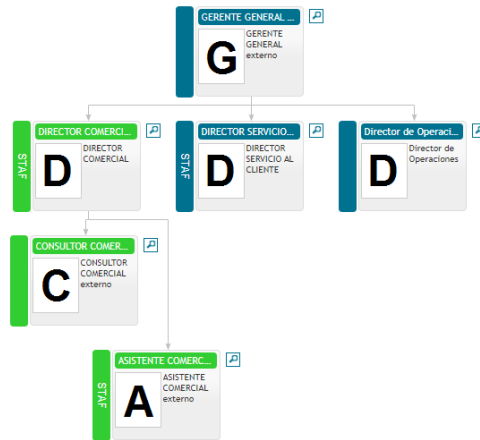 GERENTE GENERAL ...
G
GERENTE
GENERAL
externo
STAF
DIRECTOR COMERCI...
D
DIRECTOR
COMERCIAL
STAF
DIRECTOR SERVICIO...
D
DIRECTOR
SERVICIO AL
CLIENTE
Director de Operaci...
D
Director de
Operaciones
CONSULTOR COMER...
C
CONSULTOR
COMERCIAL
externo
STAF
ASISTENTE COMERC...
A
ASISTENTE
COMERCIAL
externo